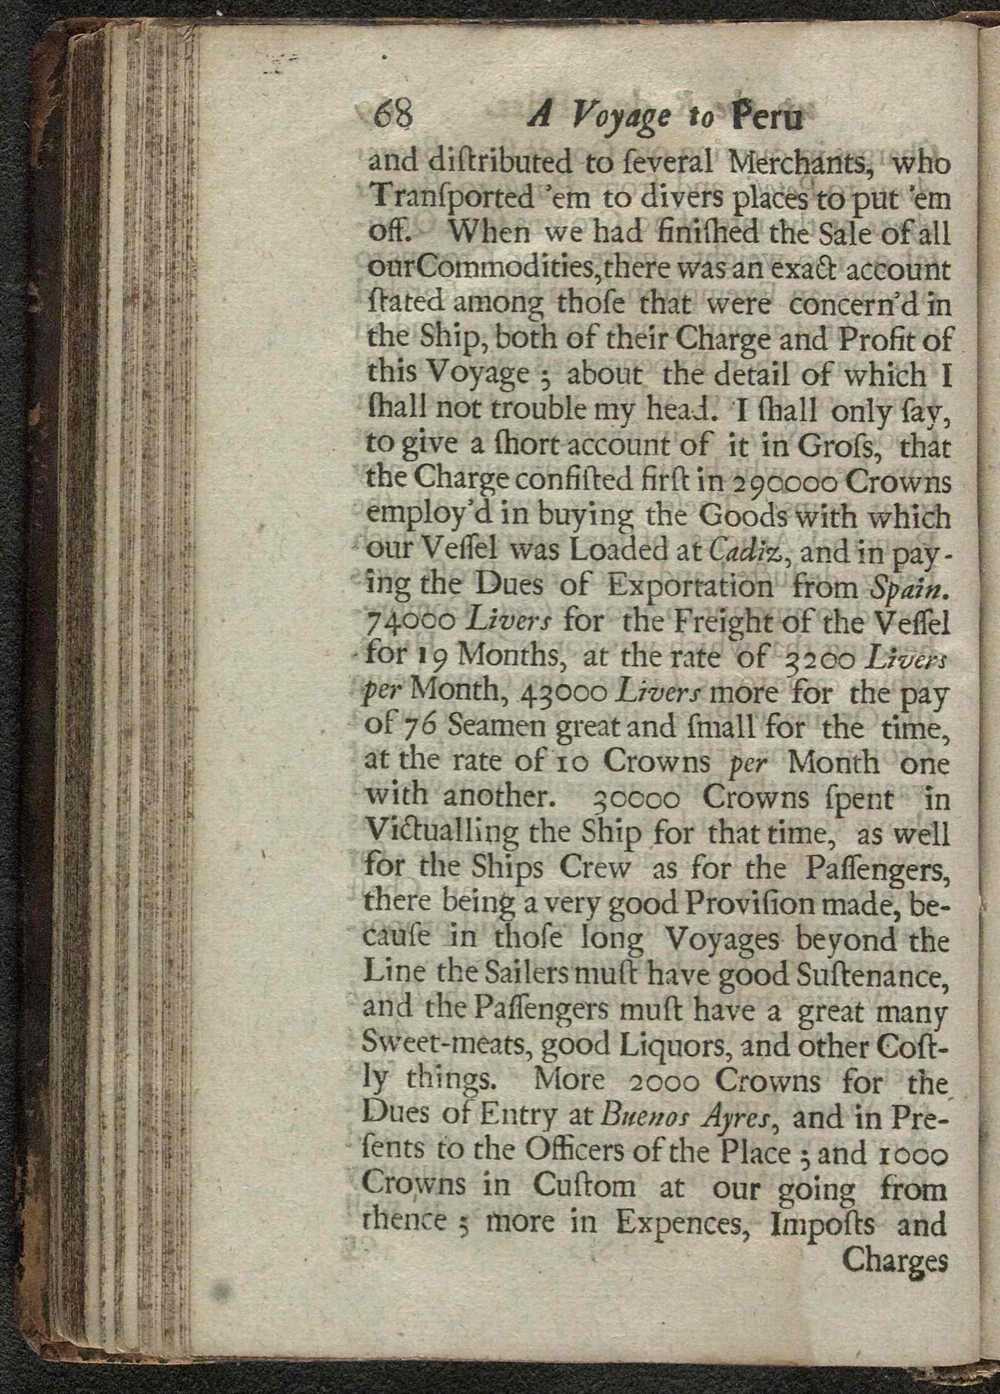 68 A Voyage to Peru
and diſtributed to ſeveral Merchants, who
Tranſported 'em to divers places to put 'em
off. When we had finiſhed the Sale of all
our Commodities, there was an exact account
ſtated among thoſe that were concern'd in
the Ship, both of their Charge and Profit of
this Voyage ; about the detail of which I
ſhall not trouble my head. I ſhall only ſay,
to give a ſhort account of it in Groſs, that
the Charge conſiſted firſt in 290000 Crowns
employ'd in buying the Goods with which
our Veſſel was Loaded at Cadiz, and in pay-
ing the Dues of Exportation from Spain.
74000 Livers for the Freight of the Veſſel
for 19 Months, at the rate of 3200 Livers
per Month, 43000 Livers more for the pay
of 76 Seamen great and ſmall for the time,
at the rate of 10 Crowns per Month one
with another. 30000 Crowns ſpent in
Victualling the Ship for that time, as well
for the Ships Crew as for the Paſſengers,
there being a very good Proviſion made, be-
cauſe in thoſe long Voyages beyond the
Line the Sailers muſt have good Suſtenance,
and the Paſſengers muſt have a great many
Sweet-meats, good Liquors, and other Coſt-
ly things. More 2000 Crowns for the
Dues of Entry at Buenos Ayres, and in Pre-
ſents to the Officers of the Place ; and 1000
Crowns in Cuſtom at our going from
thence ; more in Expences, Impoſts and
Charges